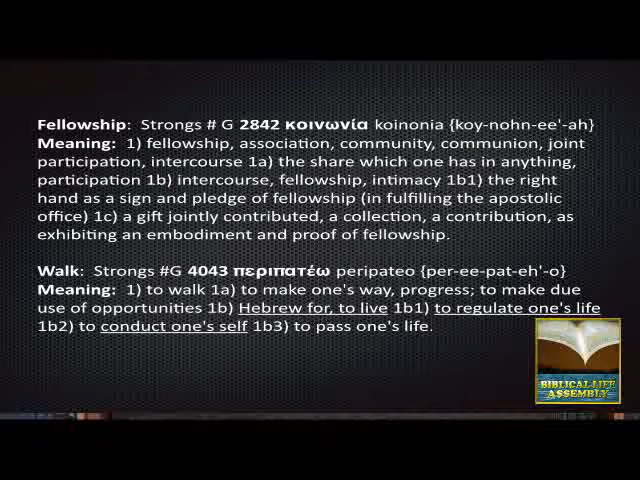 Fellowship:  Strongs # G 2842 κοινωνία koinonia {koy-nohn-ee'-ah}
Meaning:  1) fellowship, association, community, communion, joint
participation, intercourse 1a) the share which one has in anything,
participation 1b) intercourse, fellowship, intimacy 1b1) the right
hand as a sign and pledge of fellowship (in fulfilling the apostolic
office) 1c) a gift jointly contributed, a collection, a contribution, as
exhibiting an embodiment and proof of fellowship.
Walk:  Strongs #G 4043 περιπατέω peripateo {per-ee-pat-eh'-o}
Meaning:  1) to walk 1a) to make one's way, progress; to make due
use of opportunities 1b) Hebrew for, to live 1b1) to regulate one's life
1b2) to conduct one's self 1b3) to pass one's life.
BIBLICAL LIFE
ASSEMBLY